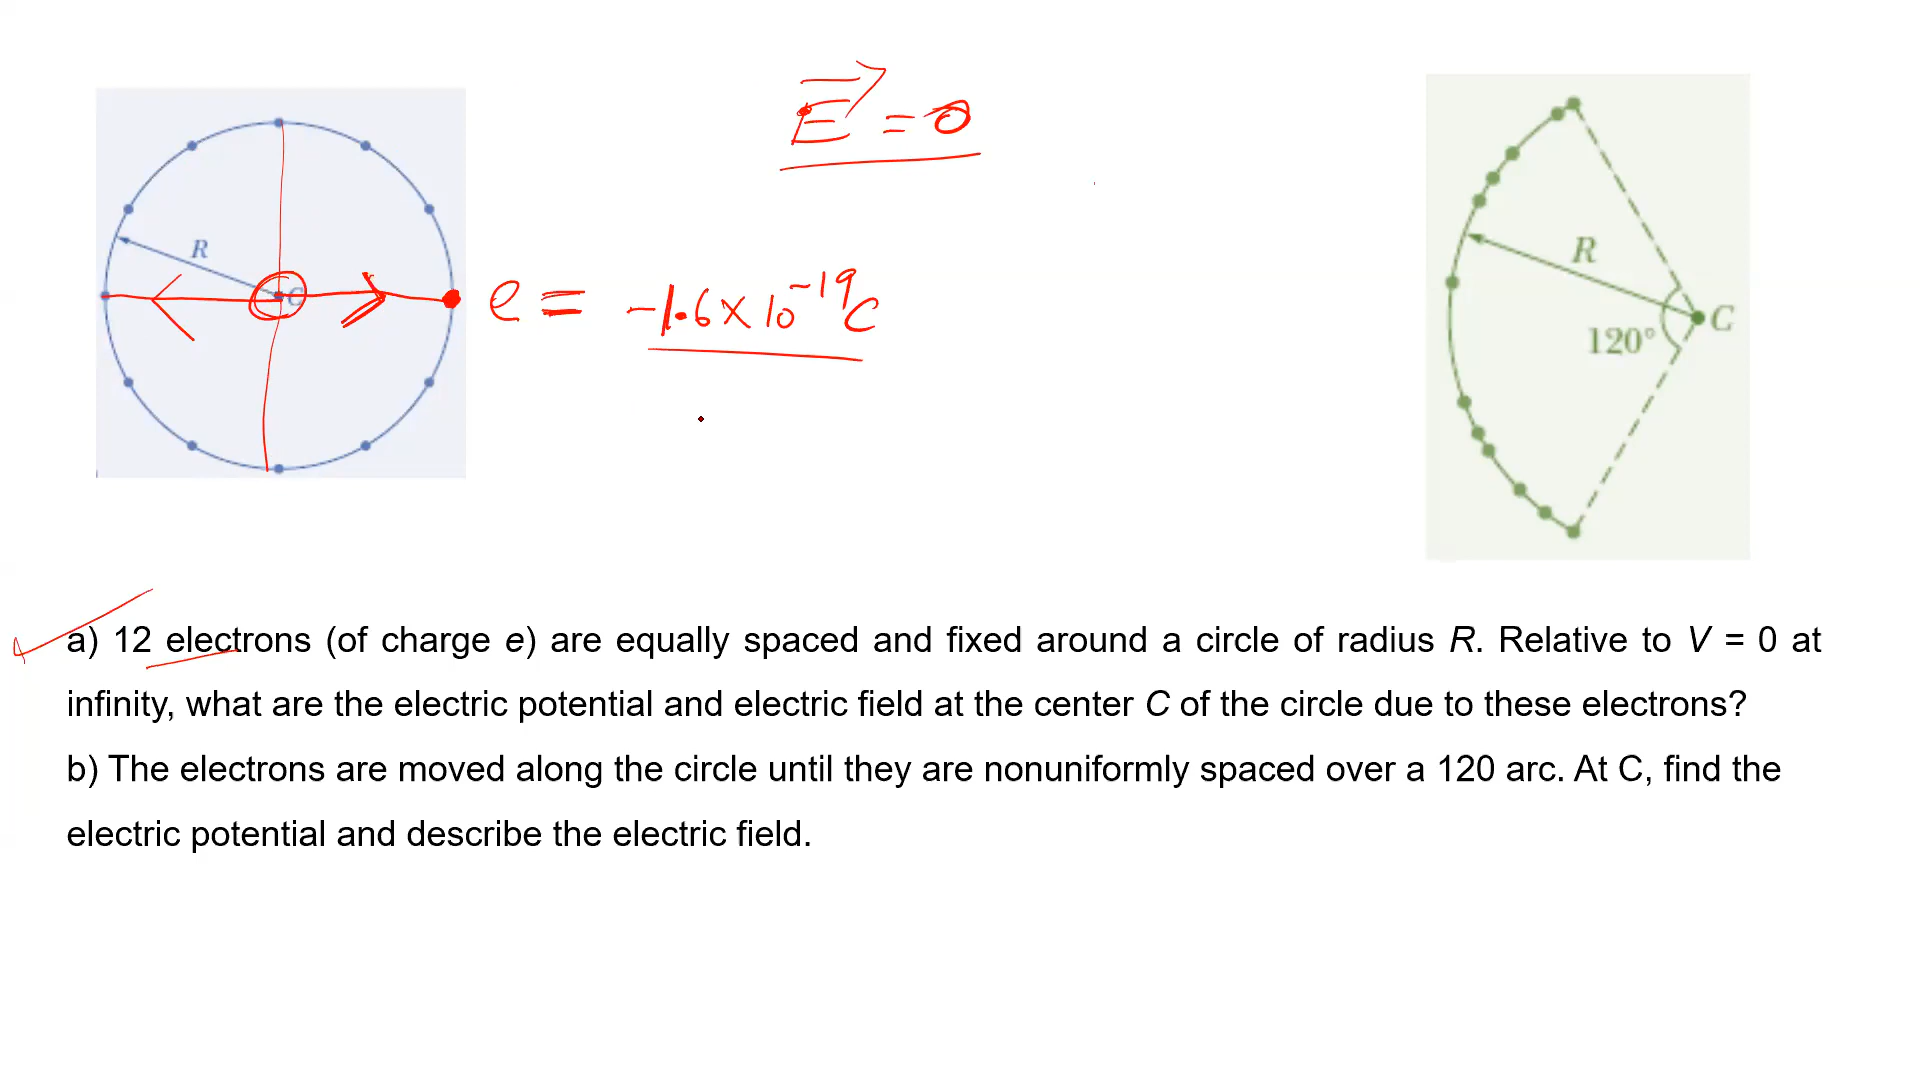 E = 0
R
C
e = -1.6 x 10^-19 C
R
C
120°
a) 12 electrons (of charge e) are equally spaced and fixed around a circle of radius R. Relative to V = 0 at
infinity, what are the electric potential and electric field at the center C of the circle due to these electrons?
b) The electrons are moved along the circle until they are nonuniformly spaced over a 120 arc. At C, find the
electric potential and describe the electric field.